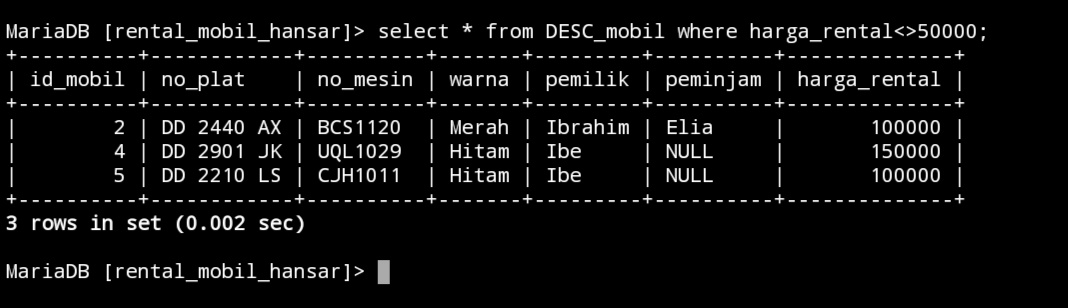 MariaDB [rental_mobil_hansar]> select * from DESC_mobil where harga_rental<>50000;
+----------+------------+----------+-------+---------+----------+--------------+
| id_mobil | no_plat    | no_mesin | warna | pemilik | peminjam | harga_rental |
+----------+------------+----------+-------+---------+----------+--------------+
|        2 | DD 2440 AX | BCS1120  | Merah | Ibrahim | Elia     |       100000 |
|        4 | DD 2901 JK | UQL1029  | Hitam | Ibe     | NULL     |       150000 |
|        5 | DD 2210 LS | CJH1011  | Hitam | Ibe     | NULL     |       100000 |
+----------+------------+----------+-------+---------+----------+--------------+
3 rows in set (0.002 sec)
MariaDB [rental_mobil_hansar]>